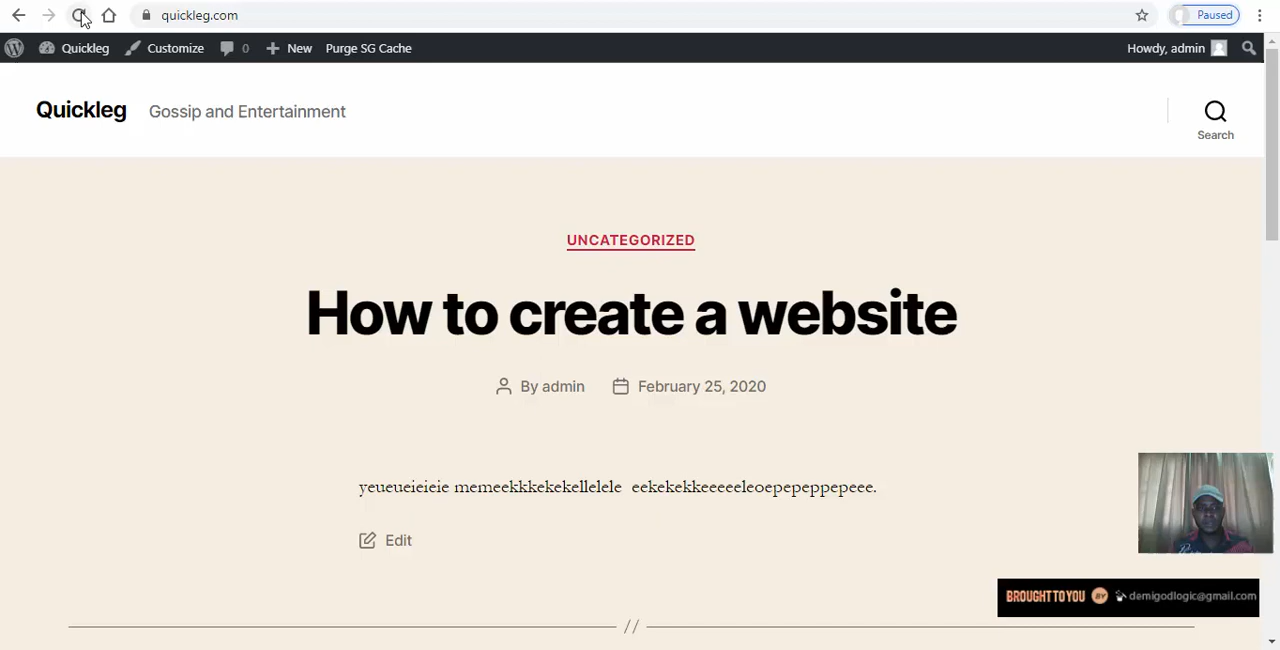 quickleg.com
Paused
Quickleg Customize 0 New Purge SG Cache Howdy, admin
Quickleg Gossip and Entertainment
Search
UNCATEGORIZED
How to create a website
By admin February 25, 2020
yeueueieieie memeekkkekekellelele eekekekkeeeeeleoepepeppepeee.
Edit
BROUGHT TO YOU BY demigodlogic@gmail.com
//